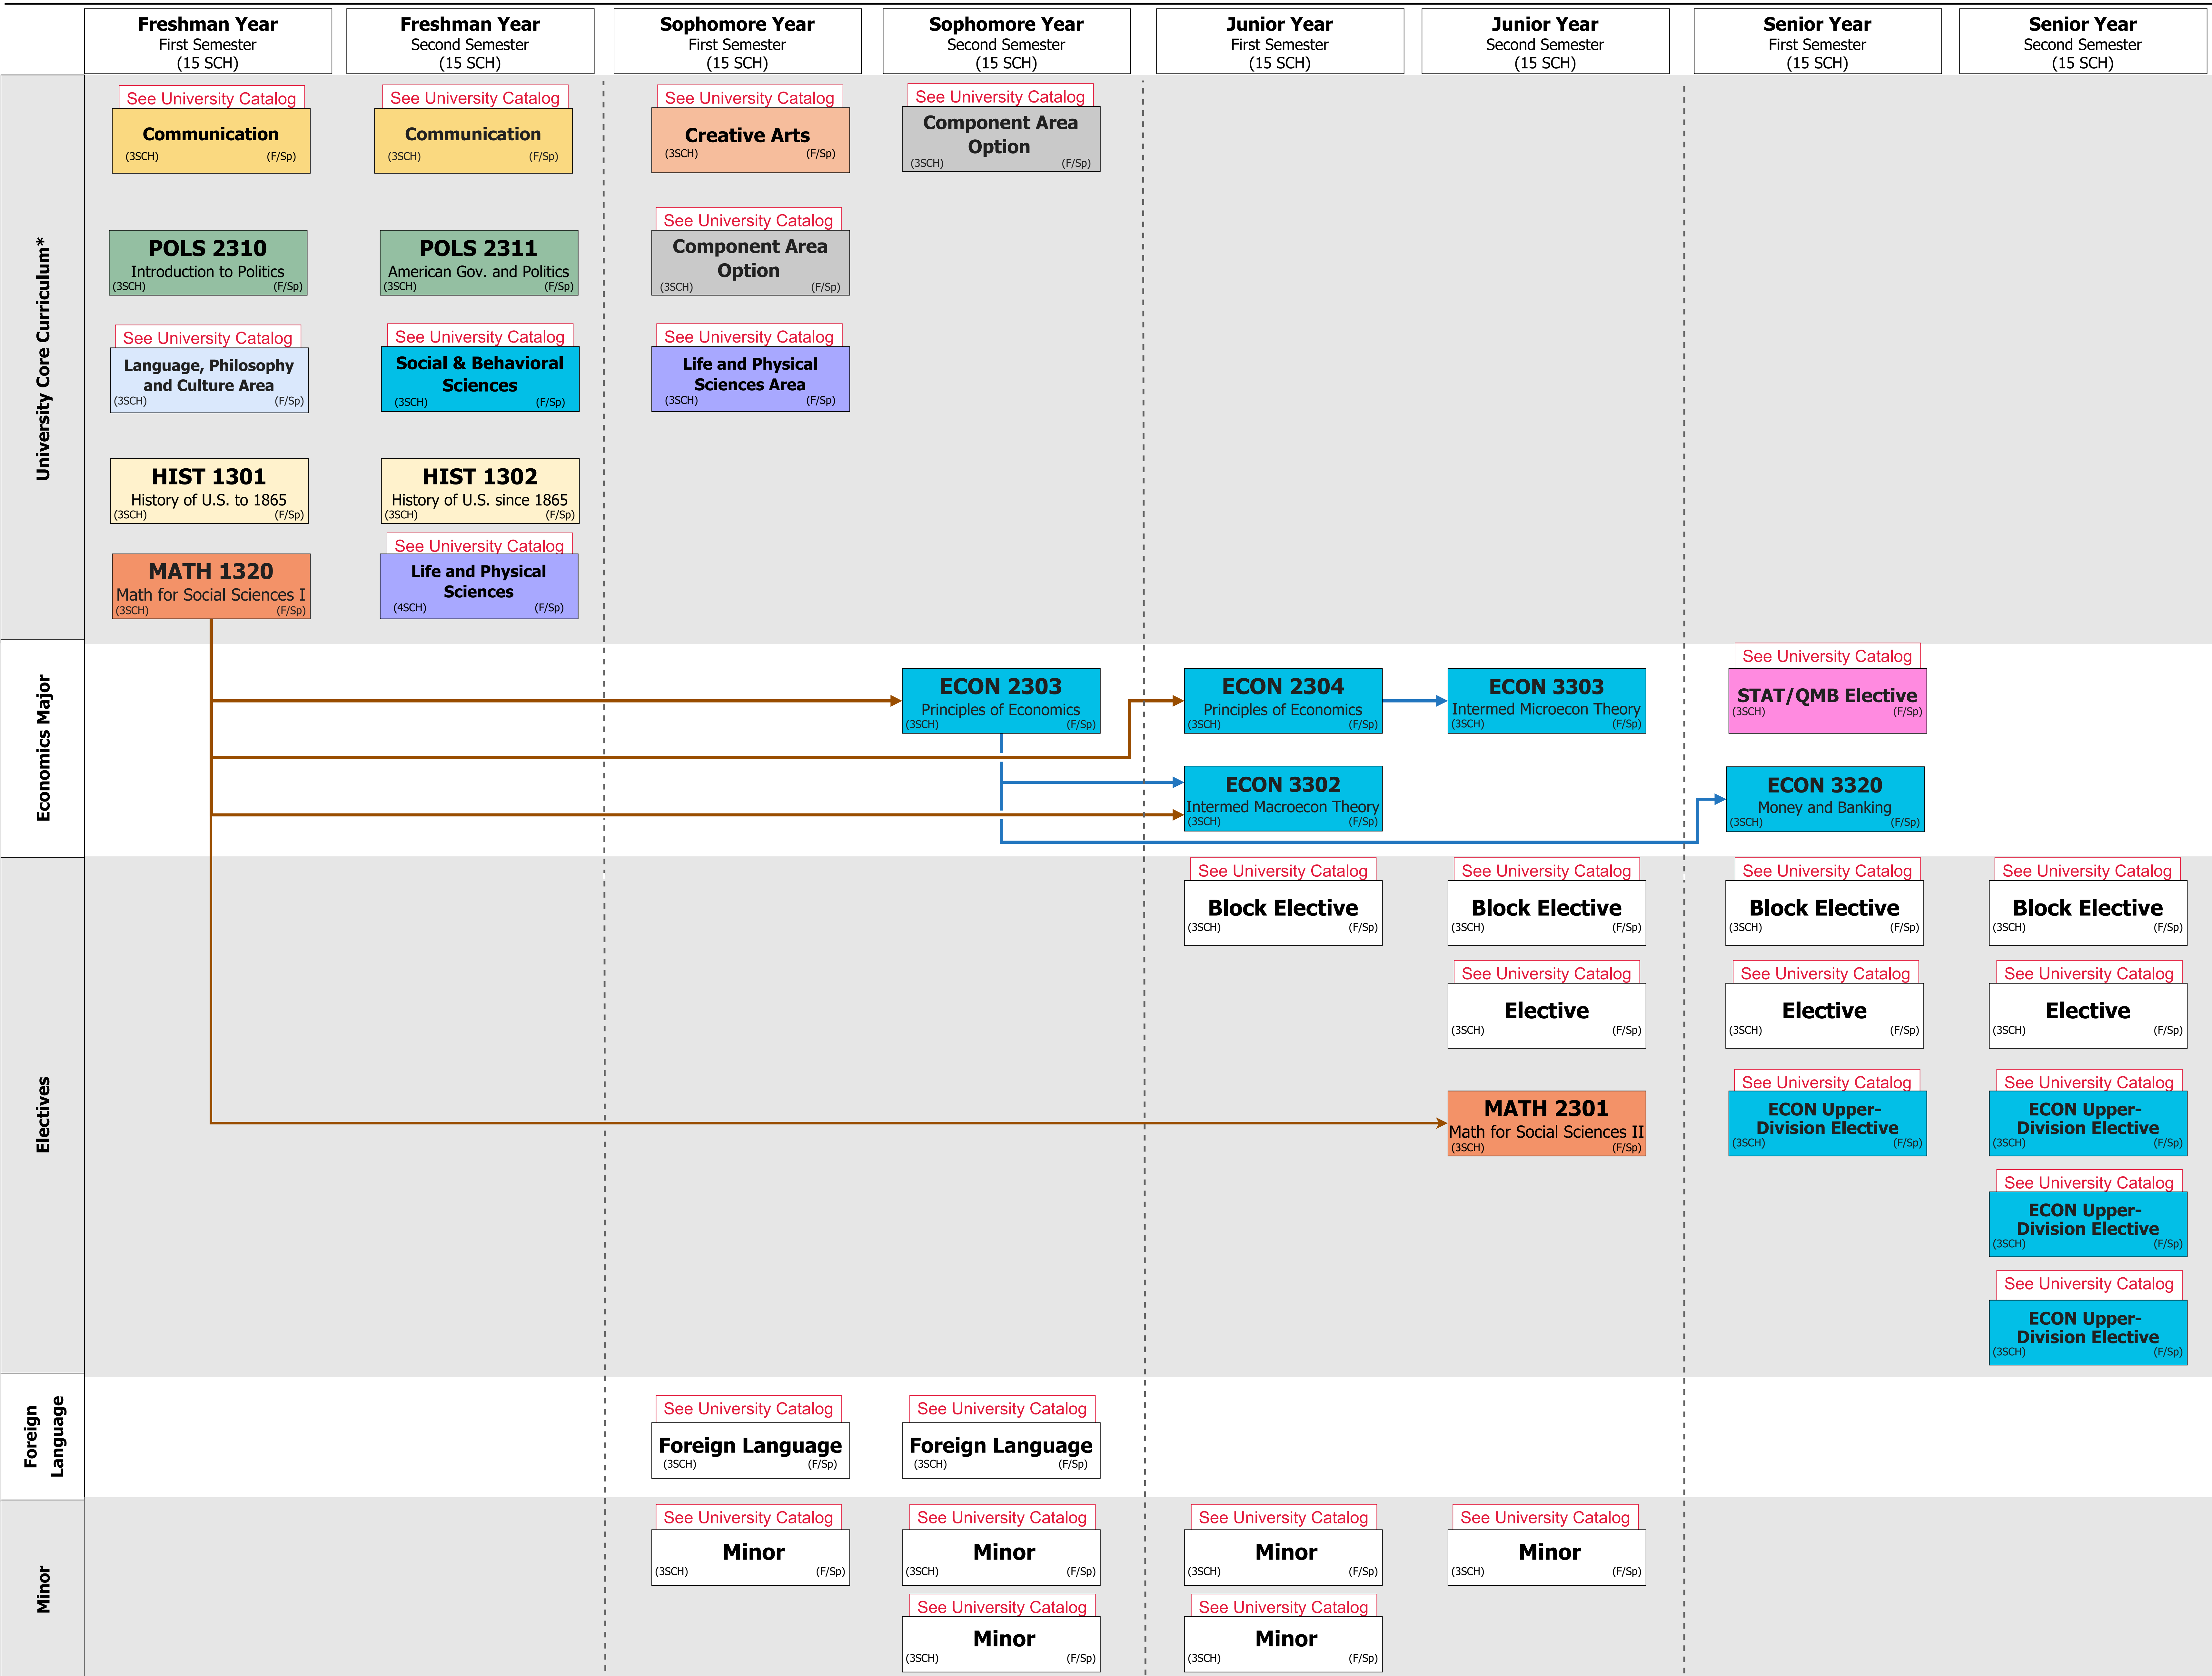 Freshman Year
First Semester
(15 SCH)
Freshman Year
Second Semester
(15 SCH)
Sophomore Year
First Semester
(15 SCH)
Sophomore Year
Second Semester
(15 SCH)
Junior Year
First Semester
(15 SCH)
Junior Year
Second Semester
(15 SCH)
Senior Year
First Semester
(15 SCH)
Senior Year
Second Semester
(15 SCH)
University Core Curriculum*
See University Catalog
Communication
(3SCH) (F/Sp)
See University Catalog
Communication
(3SCH) (F/Sp)
See University Catalog
Creative Arts
(3SCH) (F/Sp)
See University Catalog
Component Area
Option
(3SCH) (F/Sp)
POLS 2310
Introduction to Politics
(3SCH) (F/Sp)
POLS 2311
American Gov. and Politics
(3SCH) (F/Sp)
See University Catalog
Component Area
Option
(3SCH) (F/Sp)
See University Catalog
Language, Philosophy
and Culture Area
(3SCH) (F/Sp)
See University Catalog
Social & Behavioral
Sciences
(3SCH) (F/Sp)
See University Catalog
Life and Physical
Sciences Area
(3SCH) (F/Sp)
HIST 1301
History of U.S. to 1865
(3SCH) (F/Sp)
HIST 1302
History of U.S. since 1865
(3SCH) (F/Sp)
MATH 1320
Math for Social Sciences I
(3SCH) (F/Sp)
See University Catalog
Life and Physical
Sciences
(4SCH) (F/Sp)
Economics Major
ECON 2303
Principles of Economics
(3SCH) (F/Sp)
ECON 2304
Principles of Economics
(3SCH) (F/Sp)
ECON 3303
Intermed Microecon Theory
(3SCH) (F/Sp)
See University Catalog
STAT/QMB Elective
(3SCH) (F/Sp)
ECON 3302
Intermed Macroecon Theory
(3SCH) (F/Sp)
ECON 3320
Money and Banking
(3SCH) (F/Sp)
Electives
See University Catalog
Block Elective
(3SCH) (F/Sp)
See University Catalog
Block Elective
(3SCH) (F/Sp)
See University Catalog
Block Elective
(3SCH) (F/Sp)
See University Catalog
Block Elective
(3SCH) (F/Sp)
See University Catalog
Elective
(3SCH) (F/Sp)
See University Catalog
Elective
(3SCH) (F/Sp)
See University Catalog
Elective
(3SCH) (F/Sp)
MATH 2301
Math for Social Sciences II
(3SCH) (F/Sp)
See University Catalog
ECON Upper-
Division Elective
(3SCH) (F/Sp)
See University Catalog
ECON Upper-
Division Elective
(3SCH) (F/Sp)
See University Catalog
ECON Upper-
Division Elective
(3SCH) (F/Sp)
See University Catalog
ECON Upper-
Division Elective
(3SCH) (F/Sp)
Foreign
Language
See University Catalog
Foreign Language
(3SCH) (F/Sp)
See University Catalog
Foreign Language
(3SCH) (F/Sp)
Minor
See University Catalog
Minor
(3SCH) (F/Sp)
See University Catalog
Minor
(3SCH) (F/Sp)
See University Catalog
Minor
(3SCH) (F/Sp)
See University Catalog
Minor
(3SCH) (F/Sp)
See University Catalog
Minor
(3SCH) (F/Sp)
See University Catalog
Minor
(3SCH) (F/Sp)